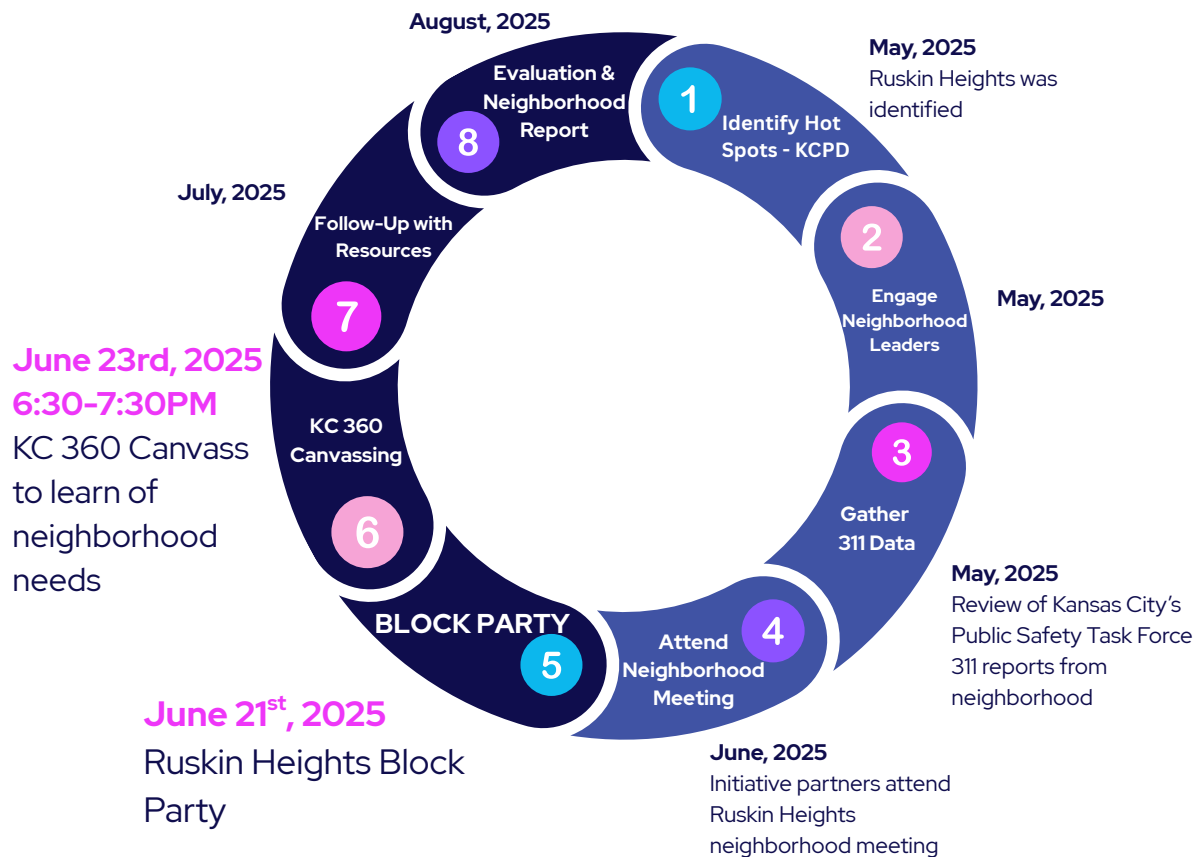 May, 2025
Ruskin Heights was
identified
1
Identify Hot
Spots - KCPD
2
Engage
Neighborhood
Leaders
May, 2025
3
Gather
311 Data
May, 2025
Review of Kansas City’s
Public Safety Task Force
311 reports from
neighborhood
4
Attend
Neighborhood
Meeting
June, 2025
Initiative partners attend
Ruskin Heights
neighborhood meeting
BLOCK PARTY
5
June 21st, 2025
Ruskin Heights Block
Party
KC 360
Canvassing
6
June 23rd, 2025
6:30-7:30PM
KC 360 Canvass
to learn of
neighborhood
needs
Follow-Up with
Resources
7
July, 2025
Evaluation &
Neighborhood
Report
8
August, 2025